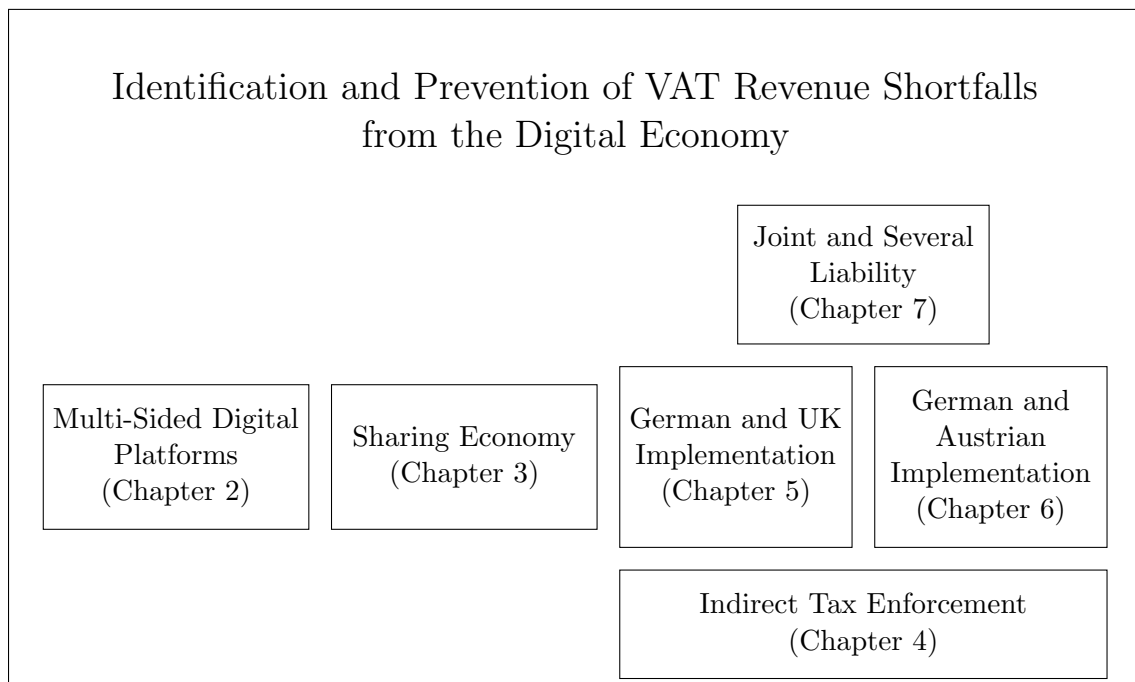 Identification and Prevention of VAT Revenue Shortfalls
from the Digital Economy
Joint and Several
Liability
(Chapter 7)
Multi-Sided Digital
Platforms
(Chapter 2)
Sharing Economy
(Chapter 3)
German and UK
Implementation
(Chapter 5)
German and
Austrian
Implementation
(Chapter 6)
Indirect Tax Enforcement
(Chapter 4)